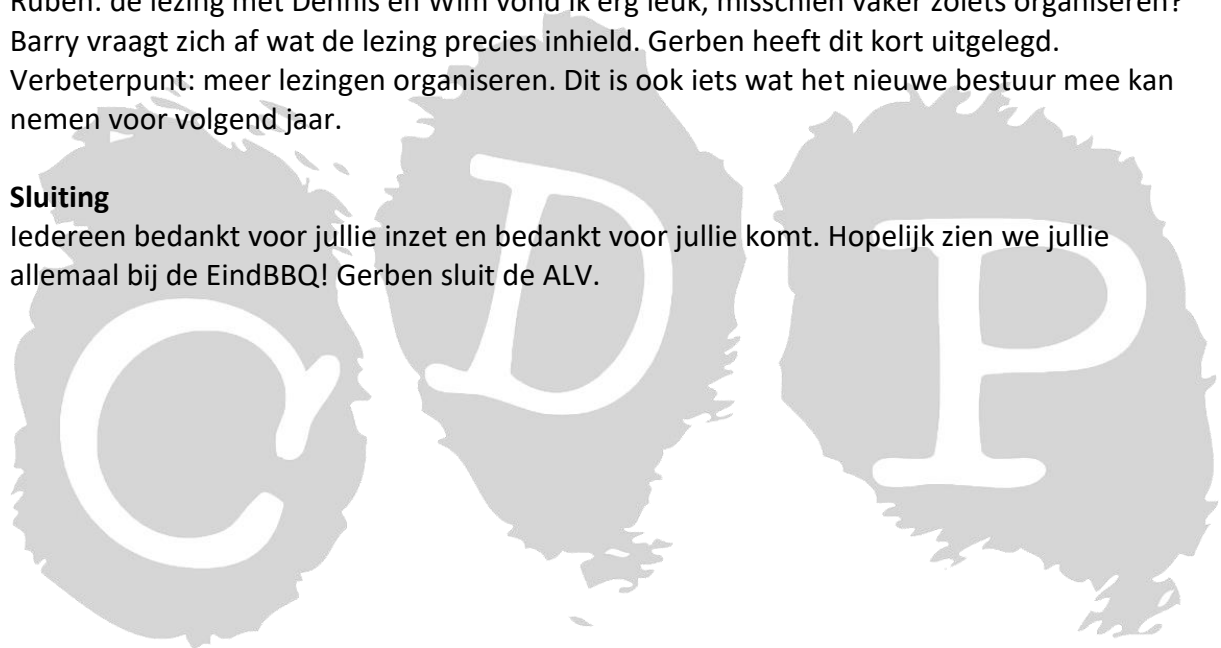 Ruben: de lezing met Dennis en Wim vond ik erg leuk, misschien vaker zoiets organiseren?
Barry vraagt zich af wat de lezing precies inhield. Gerben heeft dit kort uitgelegd.
Verbeterpunt: meer lezingen organiseren. Dit is ook iets wat het nieuwe bestuur mee kan
nemen voor volgend jaar.
Sluiting
Iedereen bedankt voor jullie inzet en bedankt voor jullie komt. Hopelijk zien we jullie
allemaal bij de EindBBQ! Gerben sluit de ALV.
CDP